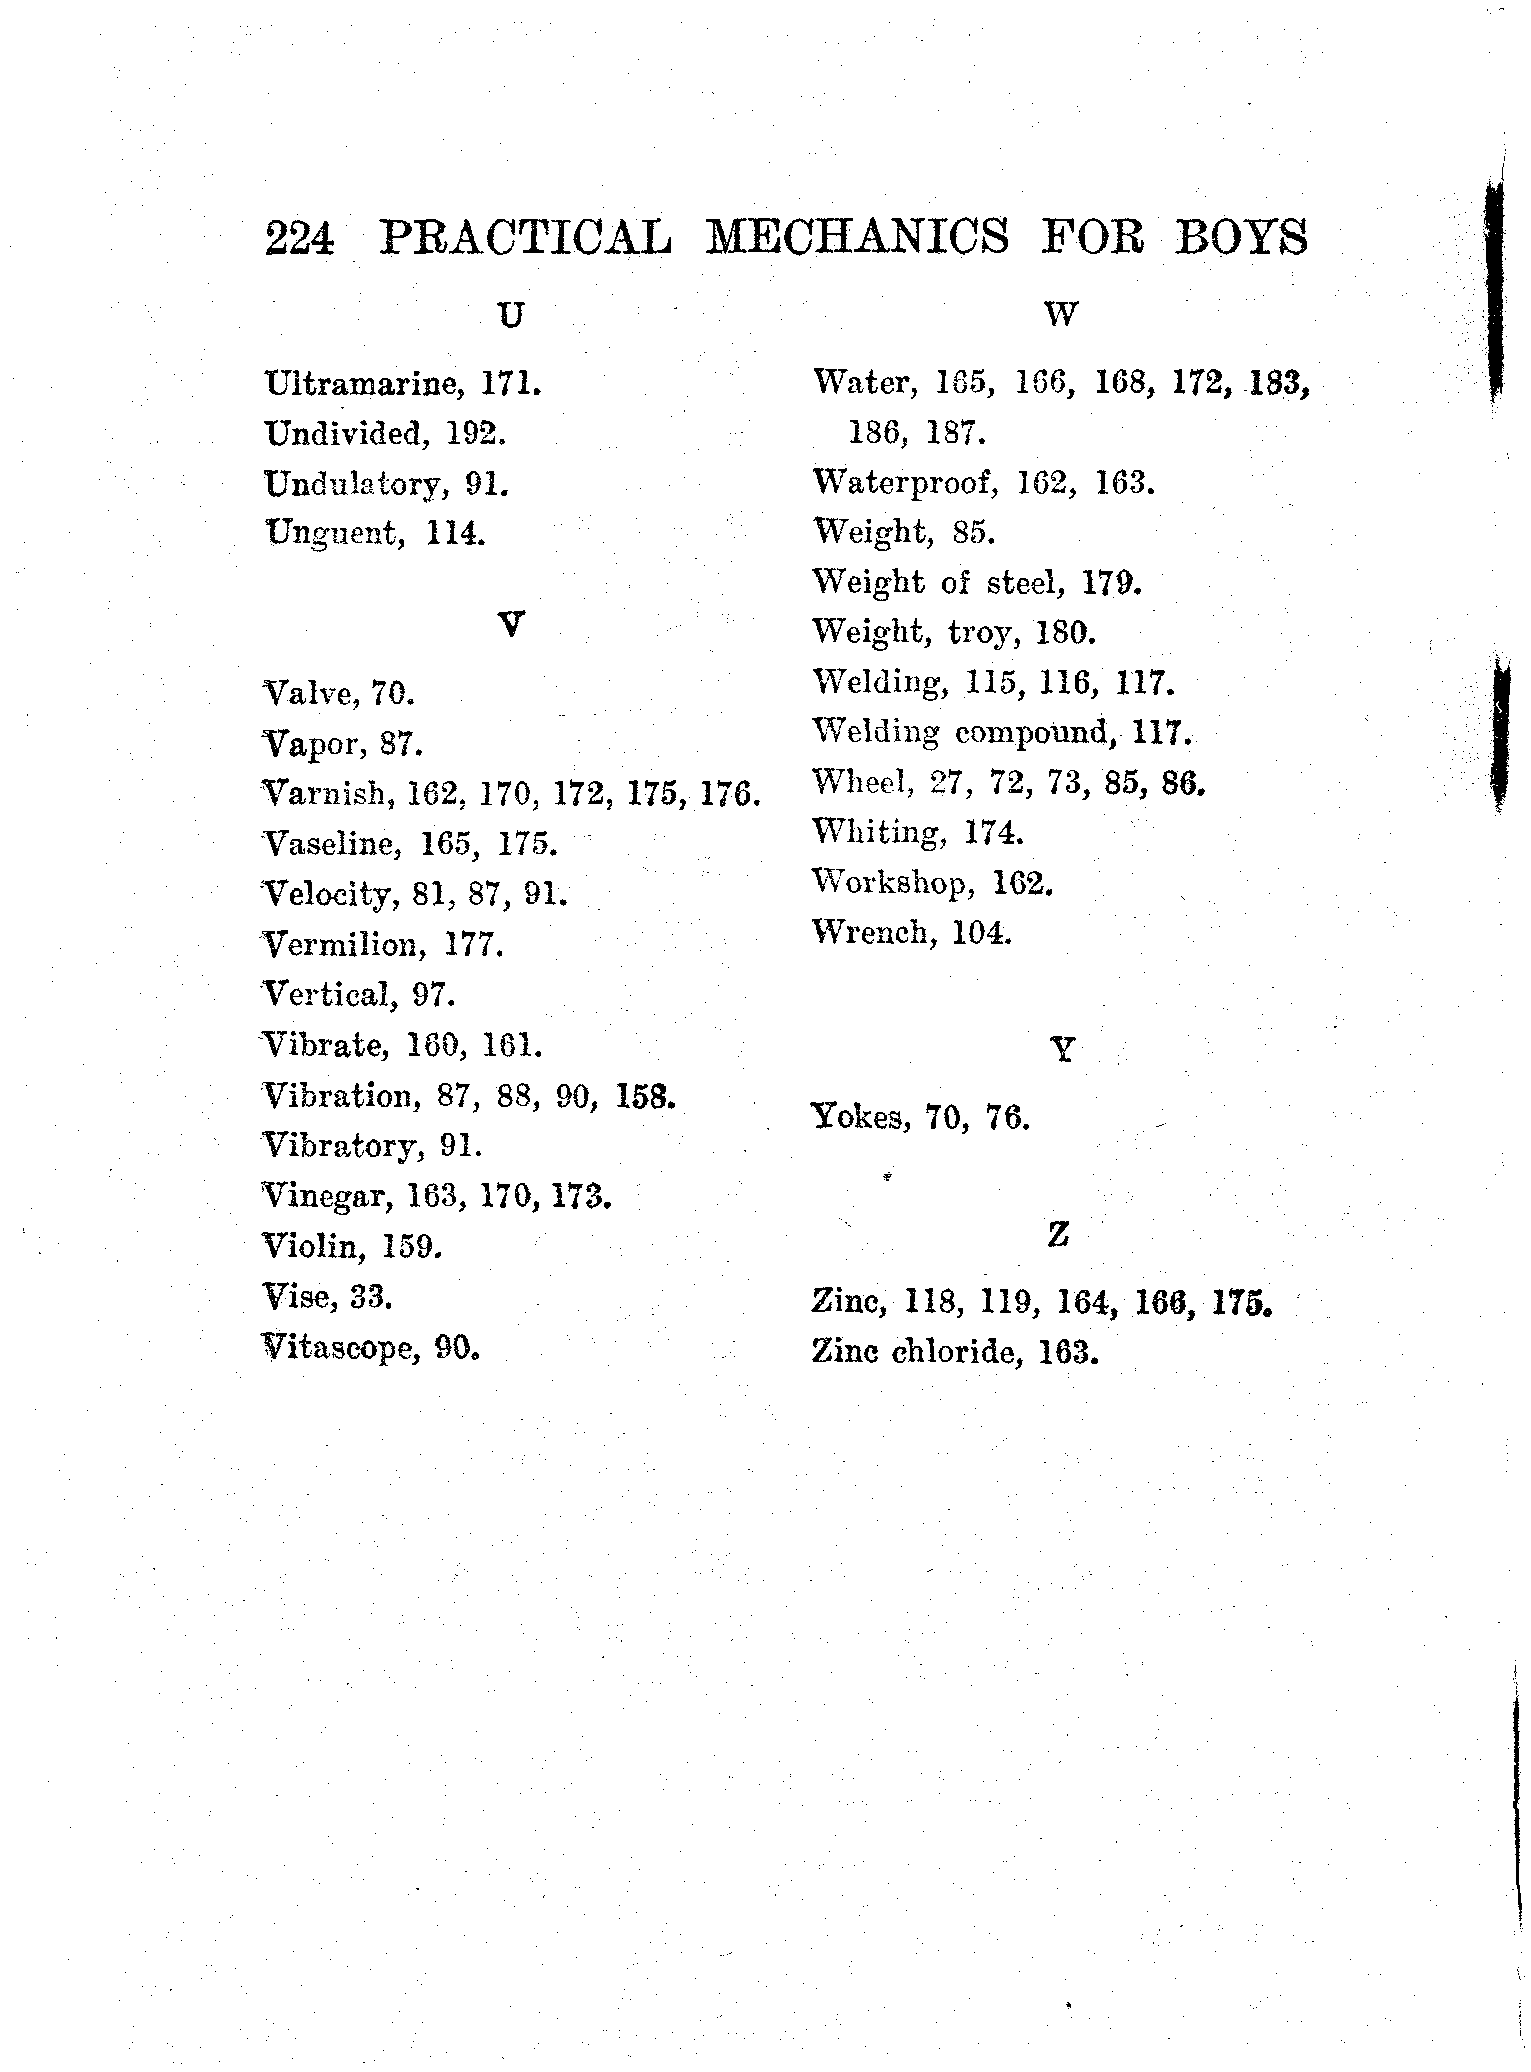 224 PRACTICAL MECHANICS FOR BOYS
U
Ultramarine, 171.
Undivided, 192.
Undulatory, 91.
Unguent, 114.
V
Valve, 70.
Vapor, 87.
Varnish, 162, 170, 172, 175, 176.
Vaseline, 165, 175.
Velocity, 81, 87, 91.
Vermilion, 177.
Vertical, 97.
Vibrate, 160, 161.
Vibration, 87, 88, 90, 158.
Vibratory, 91.
Vinegar, 163, 170, 173.
Violin, 159.
Vise, 33.
Vitascope, 90.
W
Water, 165, 166, 168, 172, 183,
186, 187.
Waterproof, 162, 163.
Weight, 85.
Weight of steel, 179.
Weight, troy, 180.
Welding, 115, 116, 117.
Welding compound, 117.
Wheel, 27, 72, 73, 85, 86.
Whiting, 174.
Workshop, 162.
Wrench, 104.
Y
Yokes, 70, 76.
Z
Zinc, 118, 119, 164, 166, 175.
Zinc chloride, 163.